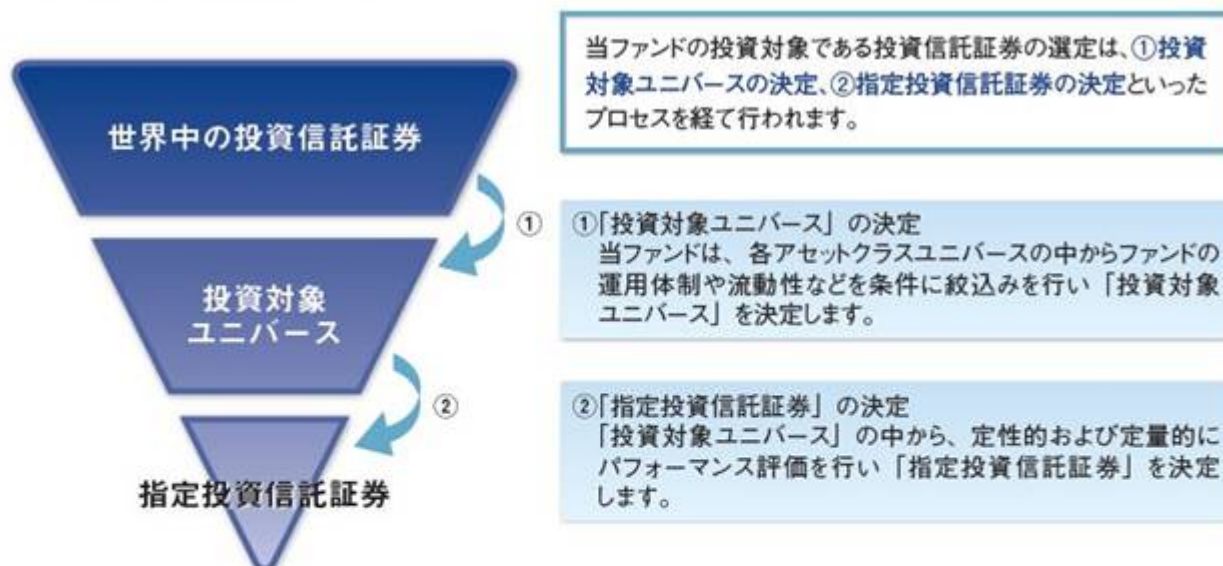 当ファンドの投資対象である投資信託証券の選定は、①投資
対象ユニバースの決定、②指定投資信託証券の決定といった
プロセスを経て行われます。
世界中の投資信託証券
①
投資対象
ユニバース
②
指定投資信託証券
①「投資対象ユニバース」の決定
当ファンドは、各アセットクラスユニバースの中からファンドの
運用体制や流動性などを条件に絞込みを行い「投資対象
ユニバース」を決定します。
②「指定投資信託証券」の決定
「投資対象ユニバース」の中から、定性的および定量的に
パフォーマンス評価を行い「指定投資信託証券」を決定
します。